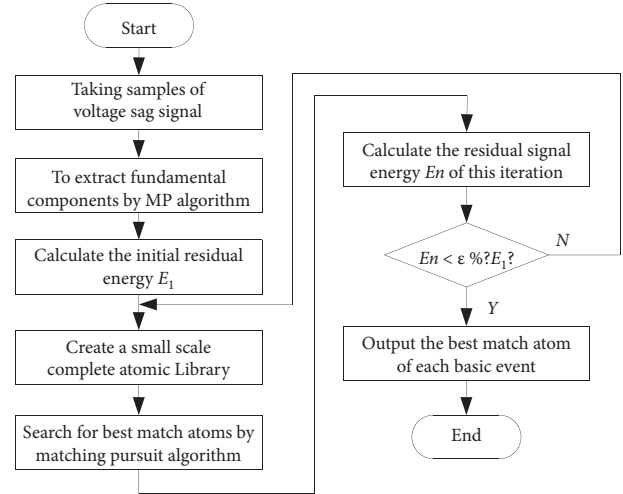 Start
Taking samples of
voltage sag signal
To extract fundamental
components by MP algorithm
Calculate the initial residual
energy E1
Create a small scale
complete atomic Library
Search for best match atoms by
matching pursuit algorithm
Calculate the residual signal
energy En of this iteration
En < ε %?E1?
N
Y
Output the best match atom
of each basic event
End